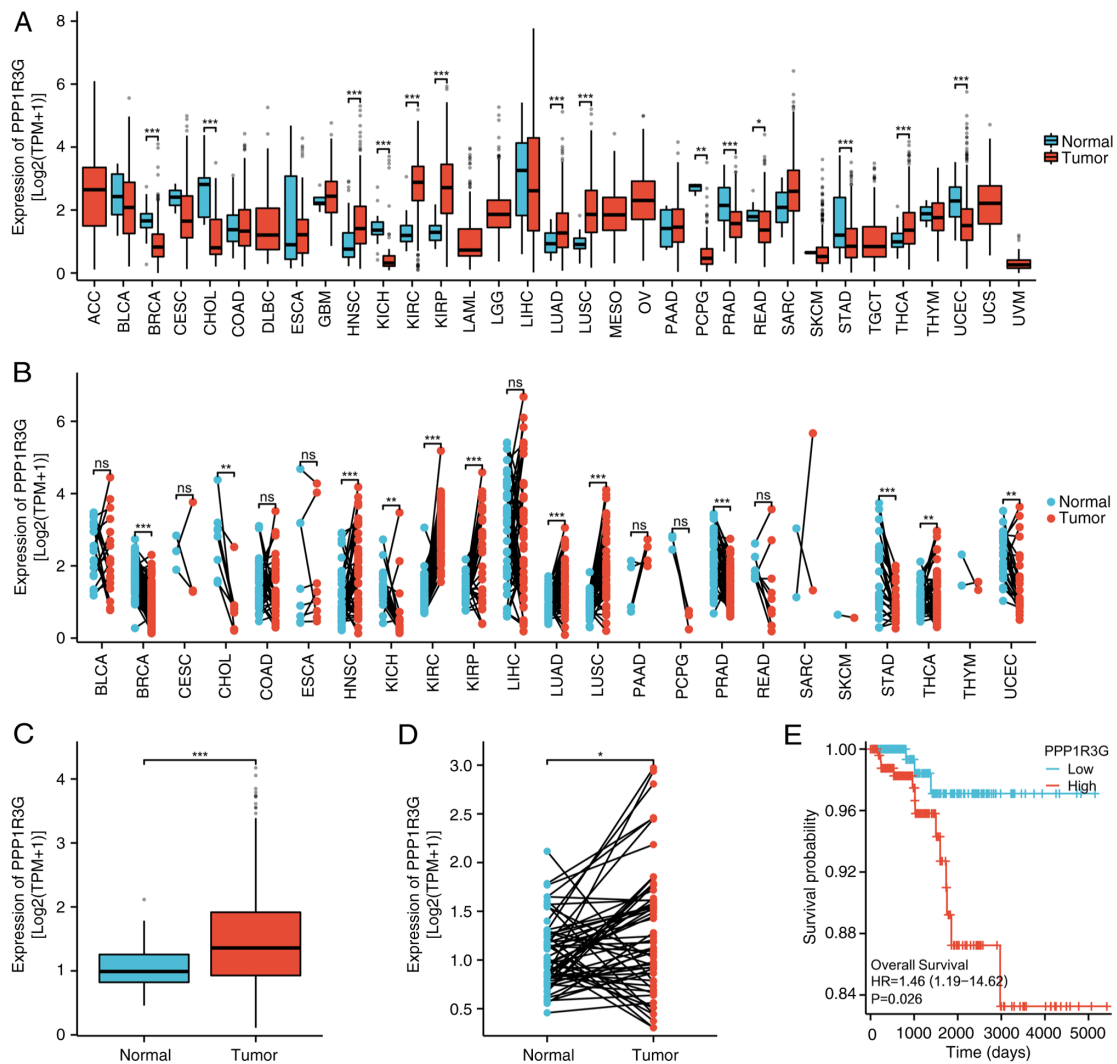 A
Expression of PPP1R3G
[Log2(TPM+1)]
8
6
4
2
0
*** *** *** *** *** *** *** *** ** *** * *** *** ***
Normal
Tumor
ACC BLCA BRCA CESC CHOL COAD DLBC ESCA GBM HNSC KICH KIRC KIRP LAML LGG LIHC LUAD LUSC MESO OV PAAD PCPG PRAD READ SARC SKCM STAD TGCT THCA THYM UCEC UCS UVM
B
Expression of PPP1R3G
[Log2(TPM+1)]
6
4
2
0
ns *** ns ** ns ns *** ** *** *** ns *** *** ns ns *** ns *** ** **
Normal
Tumor
BLCA BRCA CESC CHOL COAD ESCA HNSC KICH KIRC KIRP LIHC LUAD LUSC PAAD PCPG PRAD READ SARC SKCM STAD THCA THYM UCEC
C
Expression of PPP1R3G
[Log2(TPM+1)]
4
3
2
1
0
***
Normal Tumor
D
Expression of PPP1R3G
[Log2(TPM+1)]
3.0
2.5
2.0
1.5
1.0
0.5
*
Normal Tumor
E
Survival probability
1.00
0.96
0.92
0.88
0.84
PPP1R3G
Low
High
Overall Survival
HR=1.46 (1.19–14.62)
P=0.026
0 1000 2000 3000 4000 5000
Time (days)